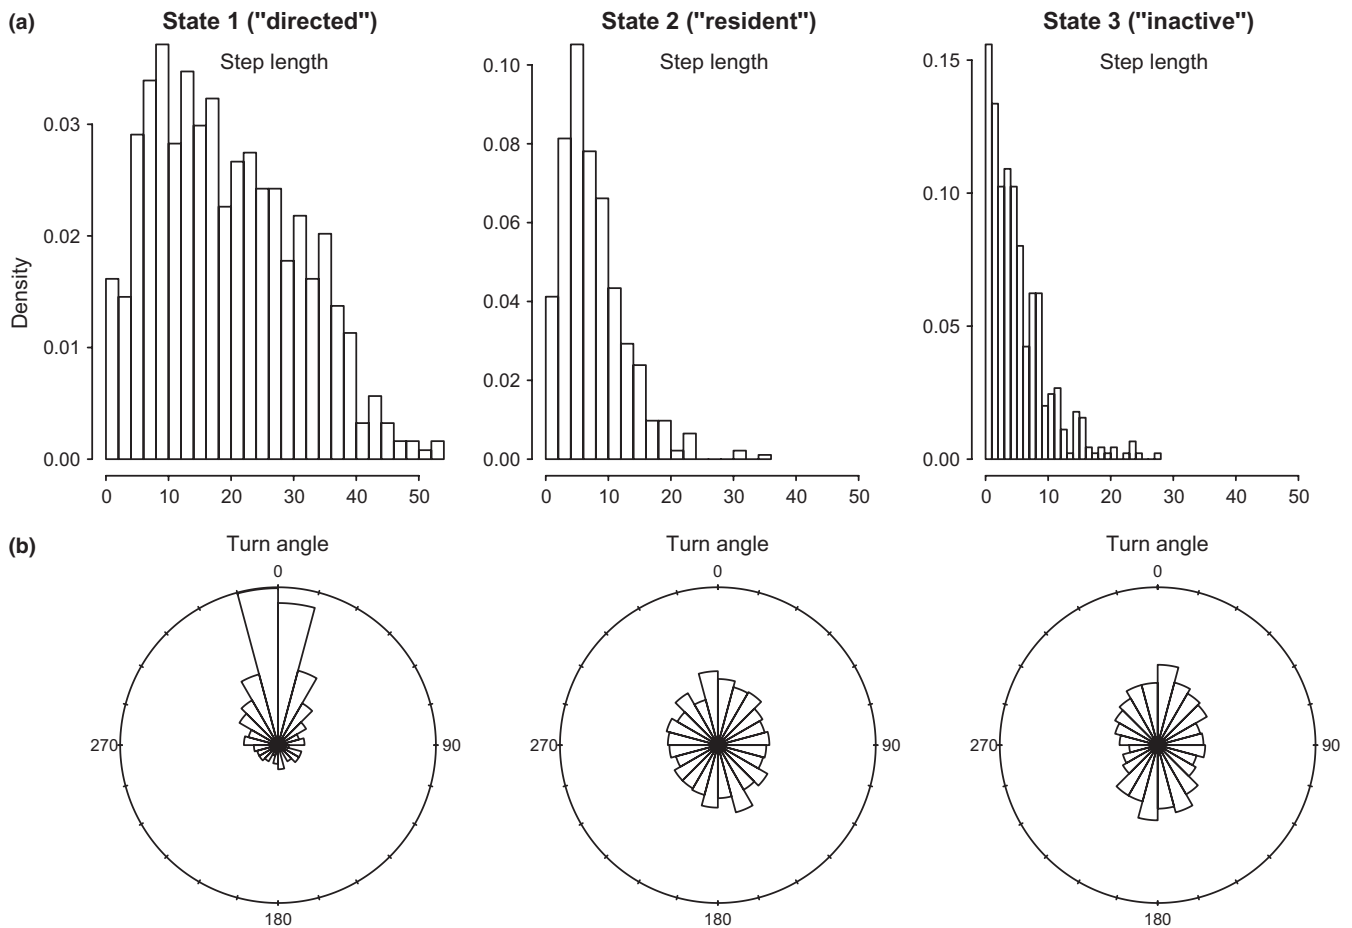 (a)
State 1 ("directed")
State 2 ("resident")
State 3 ("inactive")
Step length
Step length
Step length
Density
0.03
0.02
0.01
0.00
0 10 20 30 40 50
0.10
0.08
0.06
0.04
0.02
0.00
0 10 20 30 40 50
0.15
0.10
0.05
0.00
0 10 20 30 40 50
(b)
Turn angle
Turn angle
Turn angle
0
270
90
180
0
270
90
180
0
270
90
180